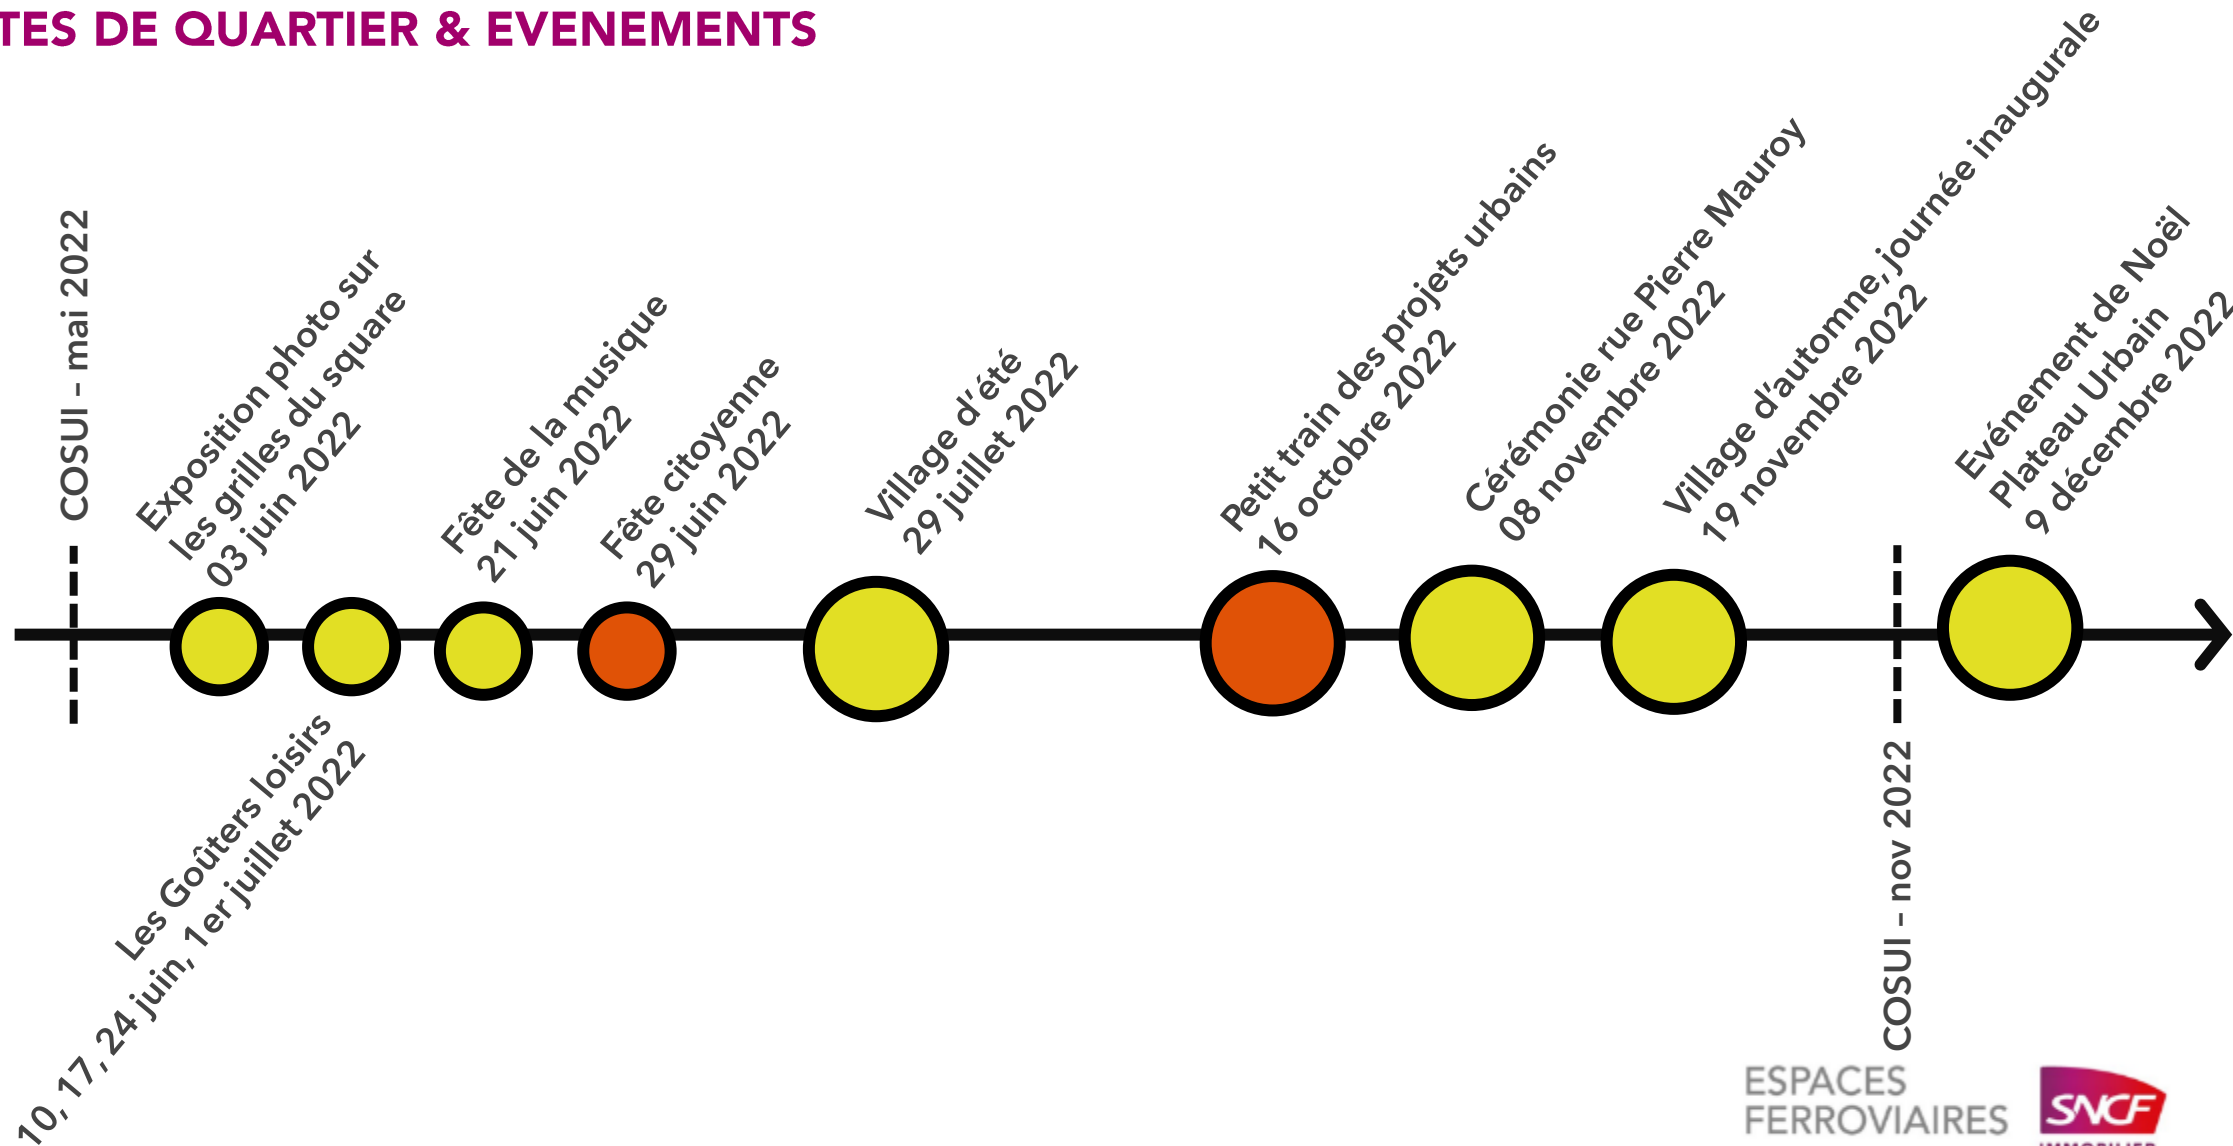 TES DE QUARTIER & EVENEMENTS
COSUI – mai 2022
Exposition photo sur
les grilles du square
03 juin 2022
Les Goûters loisirs
10, 17, 24 juin, 1er juillet 2022
Fête de la musique
21 juin 2022
Fête citoyenne
29 juin 2022
Village d'été
29 juillet 2022
Petit train des projets urbains
16 octobre 2022
Cérémonie rue Pierre Mauroy
08 novembre 2022
Village d'automne, journée inaugurale
19 novembre 2022
COSUI – nov 2022
Evénement de Noël
Plateau Urbain
9 décembre 2022
ESPACES
FERROVIAIRES
SNCF
IMMOBILIER